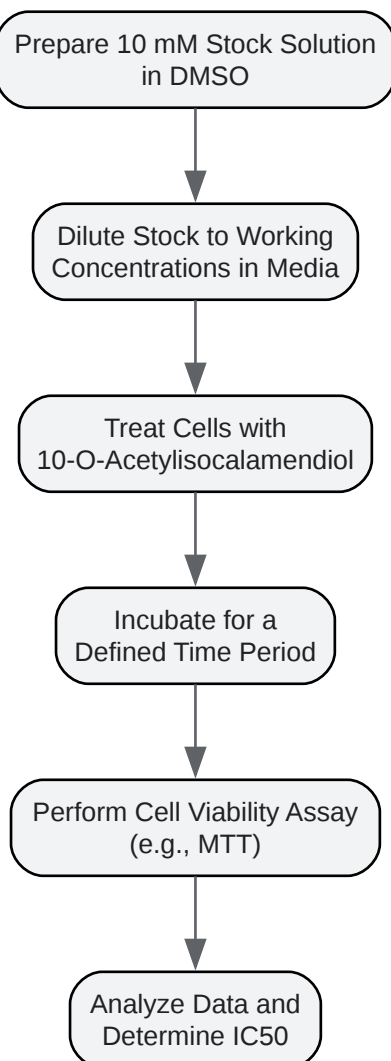 Prepare 10 mM Stock Solution
in DMSO
Dilute Stock to Working
Concentrations in Media
Treat Cells with
10-O-Acetylisocalamendiol
Incubate for a
Defined Time Period
Perform Cell Viability Assay
(e.g., MTT)
Analyze Data and
Determine IC50